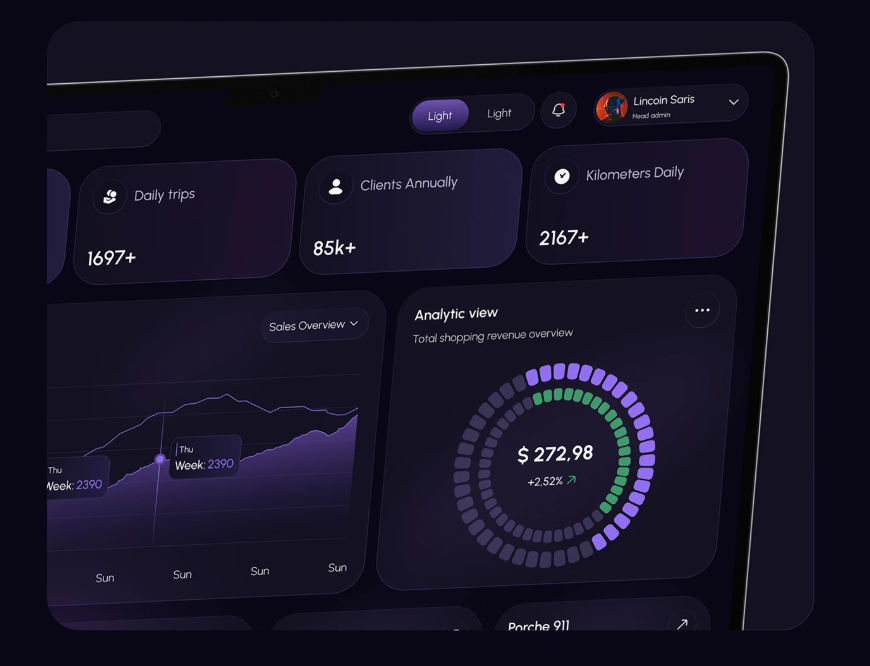 Light Light
Lincoln Saris
Head admin
Daily trips
1697+
Clients Annually
85k+
Kilometers Daily
2167+
Sales Overview
Thu
Week: 2390
Thu
Week: 2390
Sun Sun Sun Sun
Analytic view
Total shopping revenue overview
$ 272,98
+2,52%
Porche 911